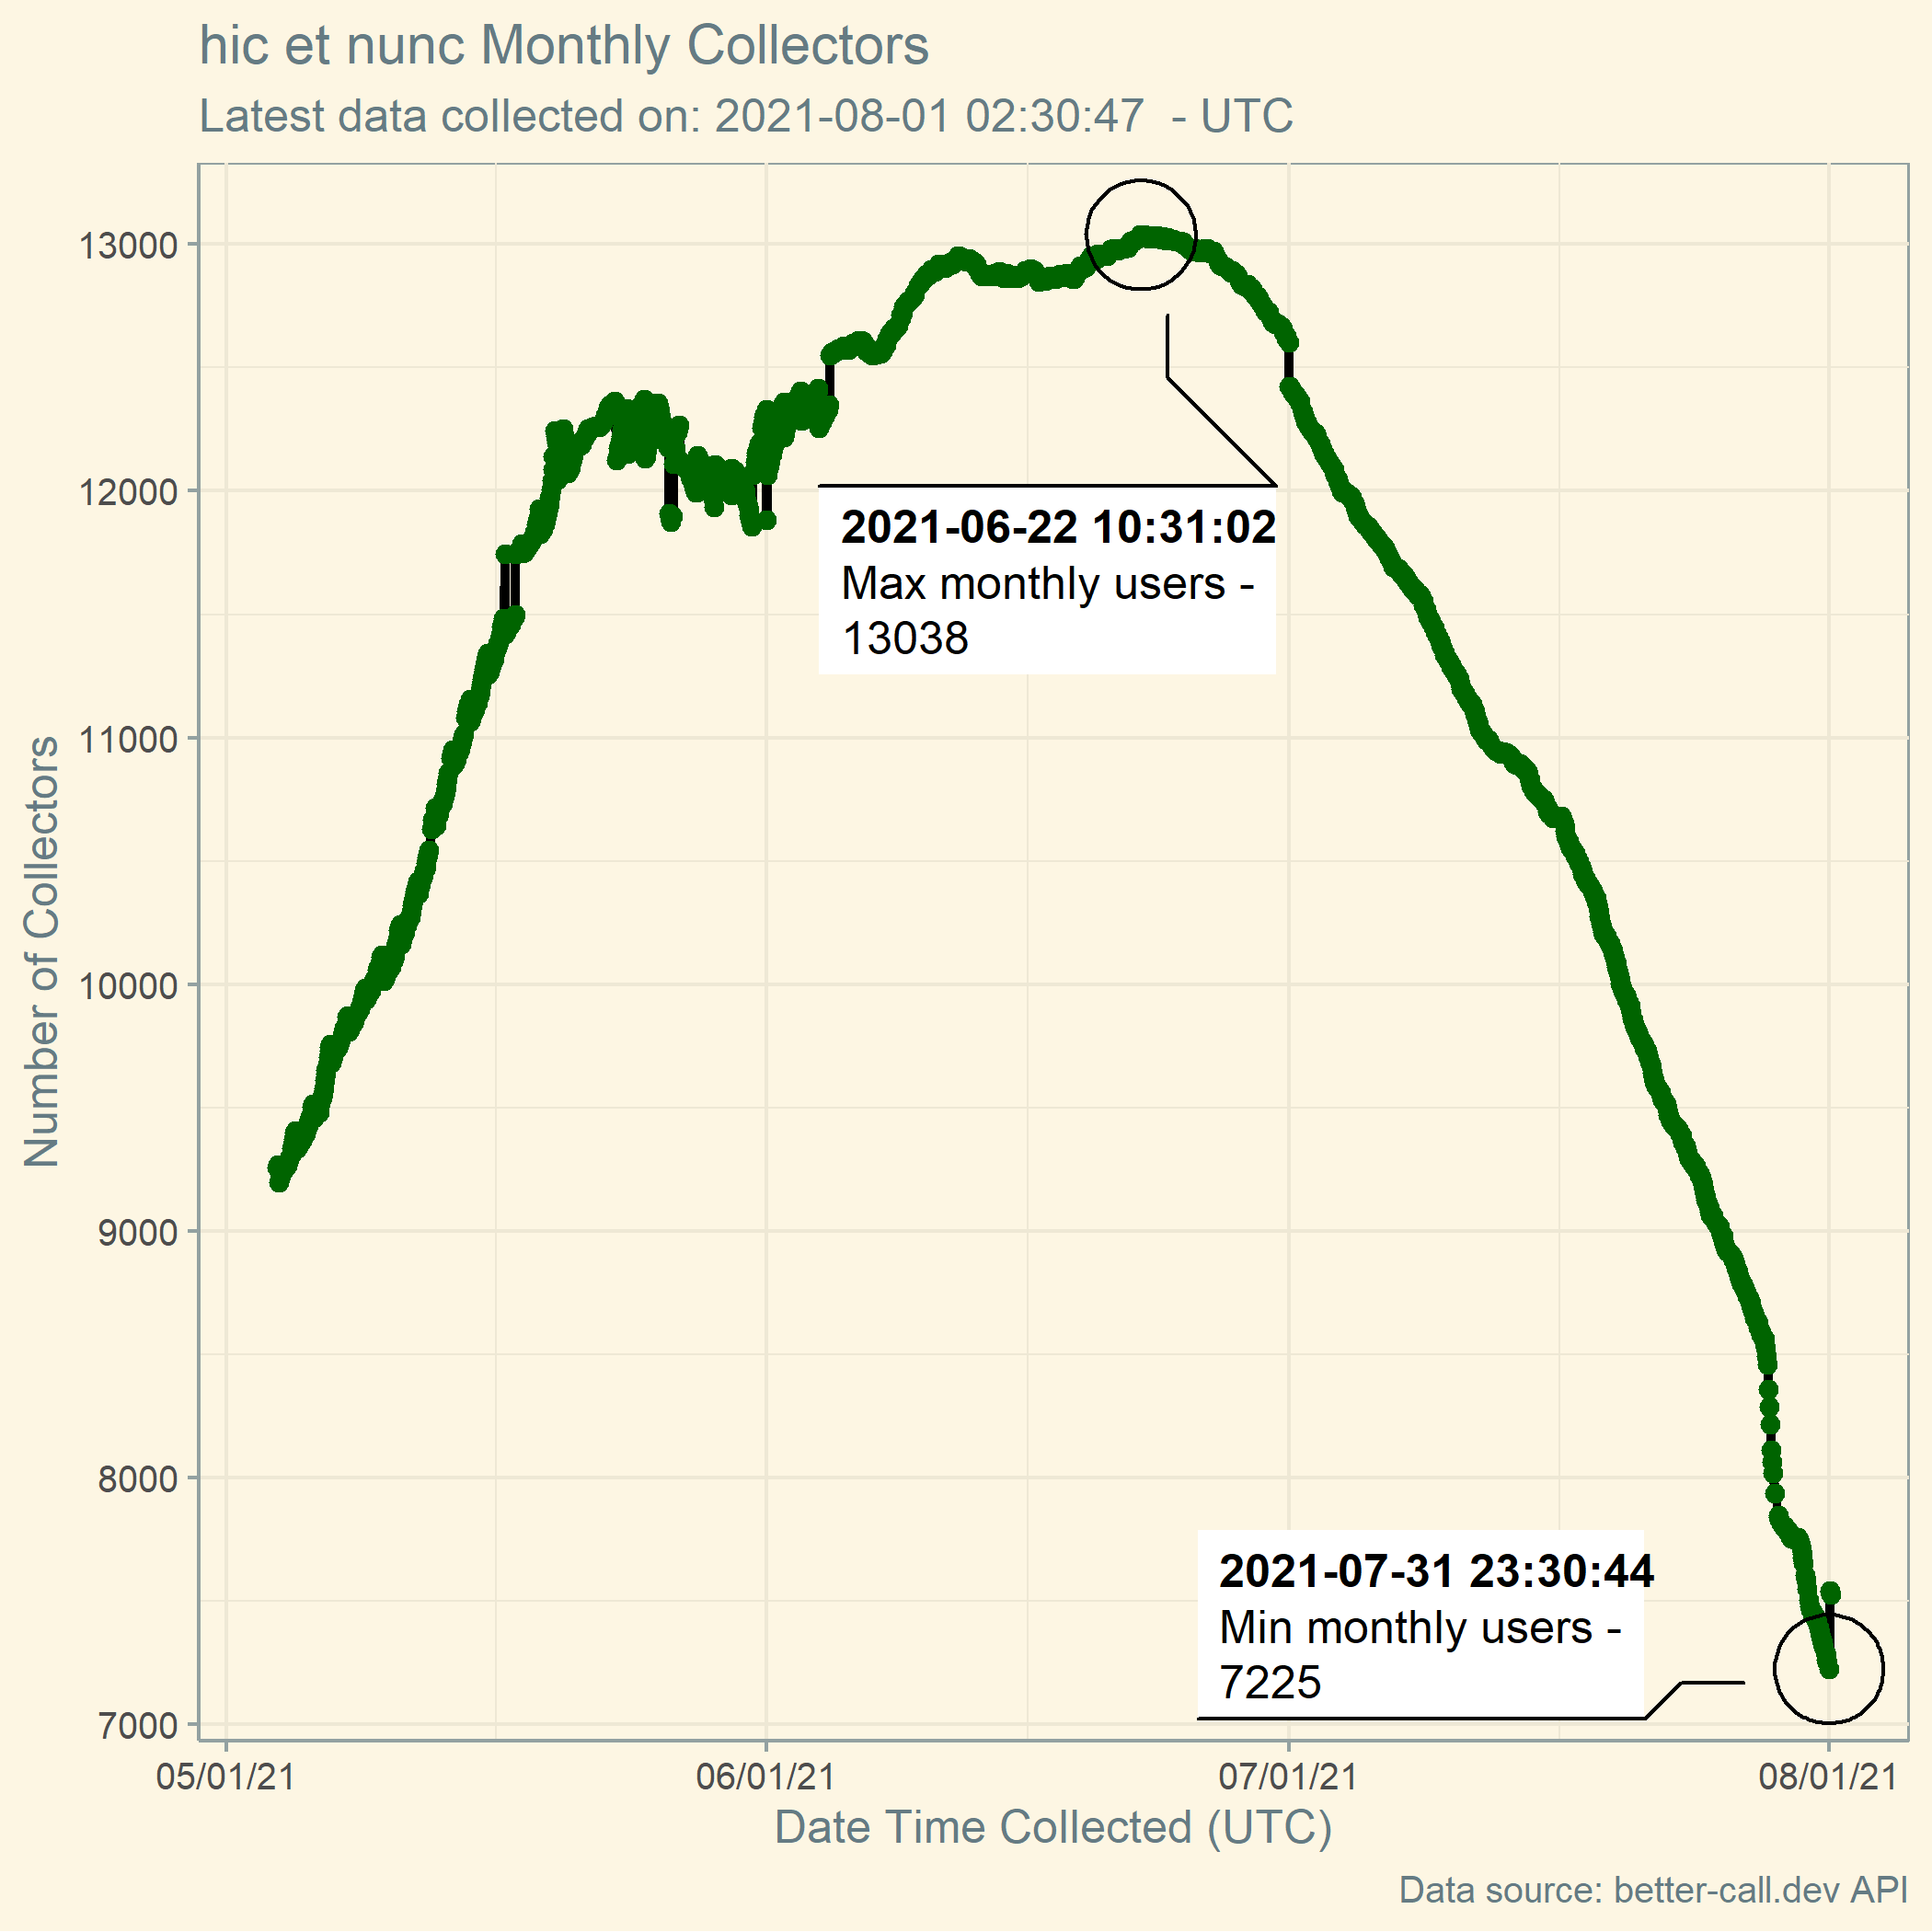 hic et nunc Monthly Collectors
Latest data collected on: 2021-08-01 02:30:47  - UTC
Number of Collectors
13000
12000
11000
10000
9000
8000
7000
2021-06-22 10:31:02
Max monthly users -
13038
2021-07-31 23:30:44
Min monthly users -
7225
05/01/21
06/01/21
07/01/21
08/01/21
Date Time Collected (UTC)
Data source: better-call.dev API